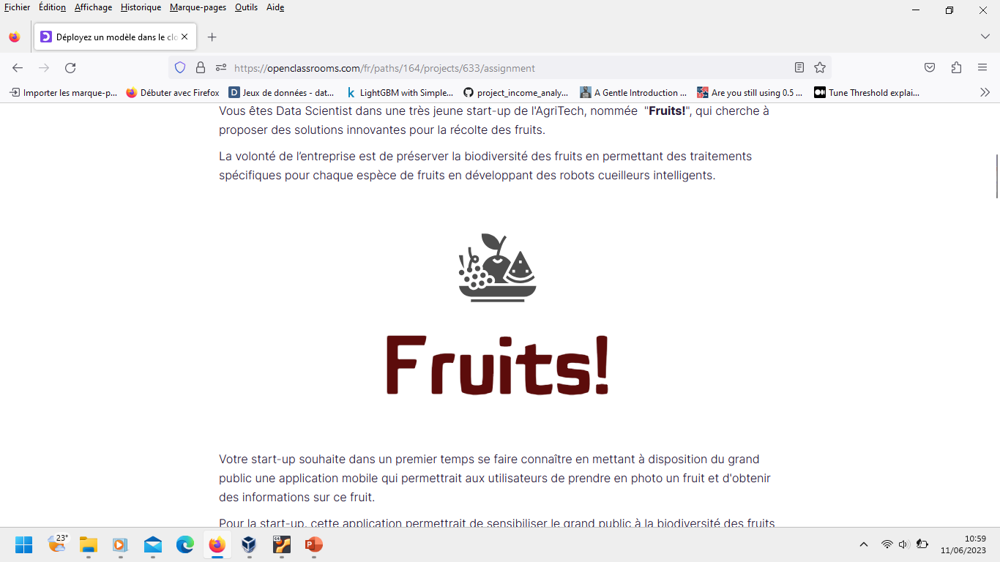 Fichier Édition Affichage Historique Marque-pages Outils Aide
Déployez un modèle dans le clo
https://openclassrooms.com/fr/paths/164/projects/633/assignment
Importer les marque-p... Débuter avec Firefox Jeux de données - dat... LightGBM with Simple... project_income_analy... A Gentle Introduction ... Are you still using 0.5 ... Tune Threshold explai...
Vous êtes Data Scientist dans une très jeune start-up de l'AgriTech, nommée "Fruits!", qui cherche à
proposer des solutions innovantes pour la récolte des fruits.
La volonté de l’entreprise est de préserver la biodiversité des fruits en permettant des traitements
spécifiques pour chaque espèce de fruits en développant des robots cueilleurs intelligents.
Fruits!
Votre start-up souhaite dans un premier temps se faire connaître en mettant à disposition du grand
public une application mobile qui permettrait aux utilisateurs de prendre en photo un fruit et d'obtenir
des informations sur ce fruit.
Pour la start-up, cette application permettrait de sensibiliser le grand public à la biodiversité des fruits
23°
10:59
11/06/2023